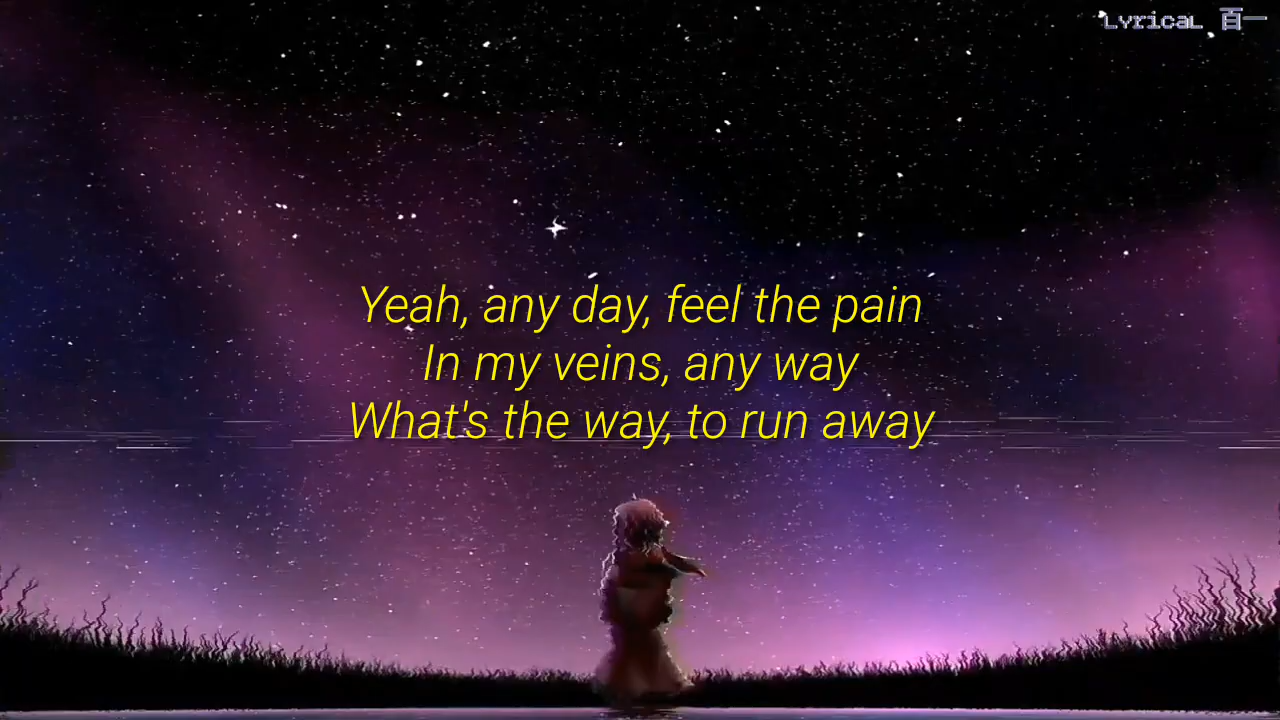 Lyrical 百一
Yeah, any day, feel the pain
In my veins, any way
What's the way, to run away